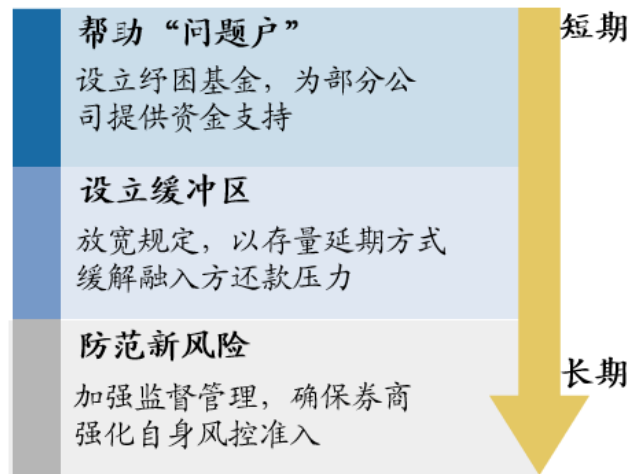 帮助“问题户”
短期
设立纾困基金，为部分公
司提供资金支持
设立缓冲区
放宽规定，以存量延期方式
缓解融入方还款压力
防范新风险
长期
加强监督管理，确保券商
强化自身风控准入